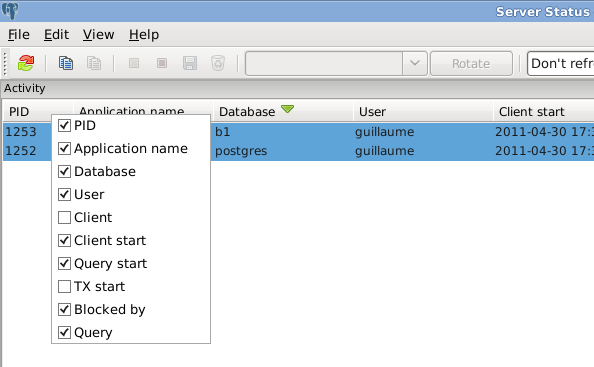 Server Status
File Edit View Help
Rotate
Don't refr
Activity
PID Application name Database User Client start
1253 b1 guillaume 2011-04-30 17:3
1252 postgres guillaume 2011-04-30 17:3
PID
Application name
Database
User
Client
Client start
Query start
TX start
Blocked by
Query